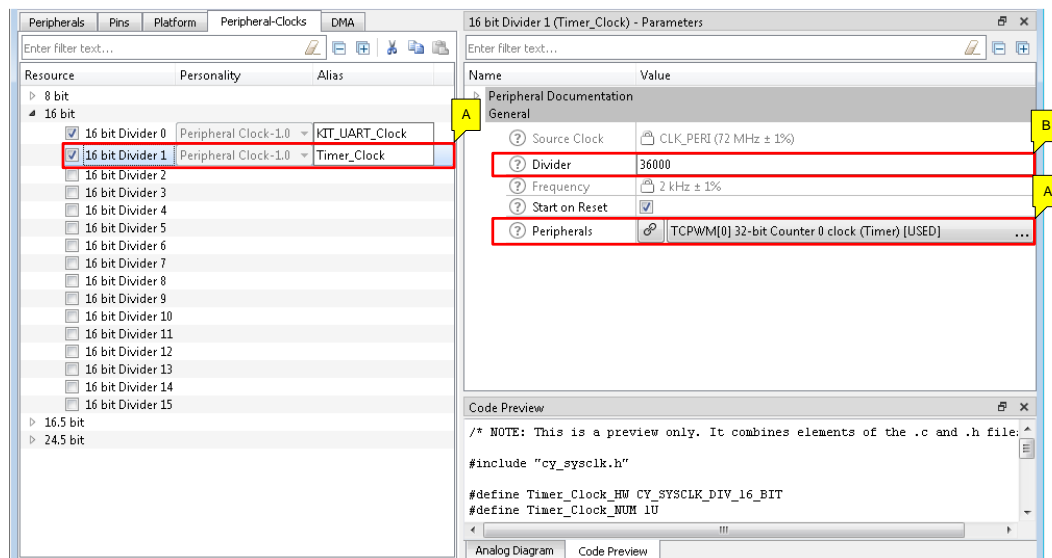 Peripherals Pins Platform Peripheral-Clocks DMA
Enter filter text...
Resource Personality Alias
8 bit
16 bit
A
16 bit Divider 0 Peripheral Clock-1.0 KIT_UART_Clock
16 bit Divider 1 Peripheral Clock-1.0 Timer_Clock
16 bit Divider 2
16 bit Divider 3
16 bit Divider 4
16 bit Divider 5
16 bit Divider 6
16 bit Divider 7
16 bit Divider 8
16 bit Divider 9
16 bit Divider 10
16 bit Divider 11
16 bit Divider 12
16 bit Divider 13
16 bit Divider 14
16 bit Divider 15
16.5 bit
24.5 bit
16 bit Divider 1 (Timer_Clock) - Parameters
Enter filter text...
Name Value
Peripheral Documentation
General
B
? Source Clock CLK_PERI (72 MHz ± 1%)
? Divider 36000
? Frequency 2 kHz ± 1%
A
? Start on Reset
? Peripherals TCPWM[0] 32-bit Counter 0 clock (Timer) [USED] ...
Code Preview
/* NOTE: This is a preview only. It combines elements of the .c and .h file
#include "cy_sysclk.h"
#define Timer_Clock_HW CY_SYSCLK_DIV_16_BIT
#define Timer_Clock_NUM 1U
Analog Diagram Code Preview